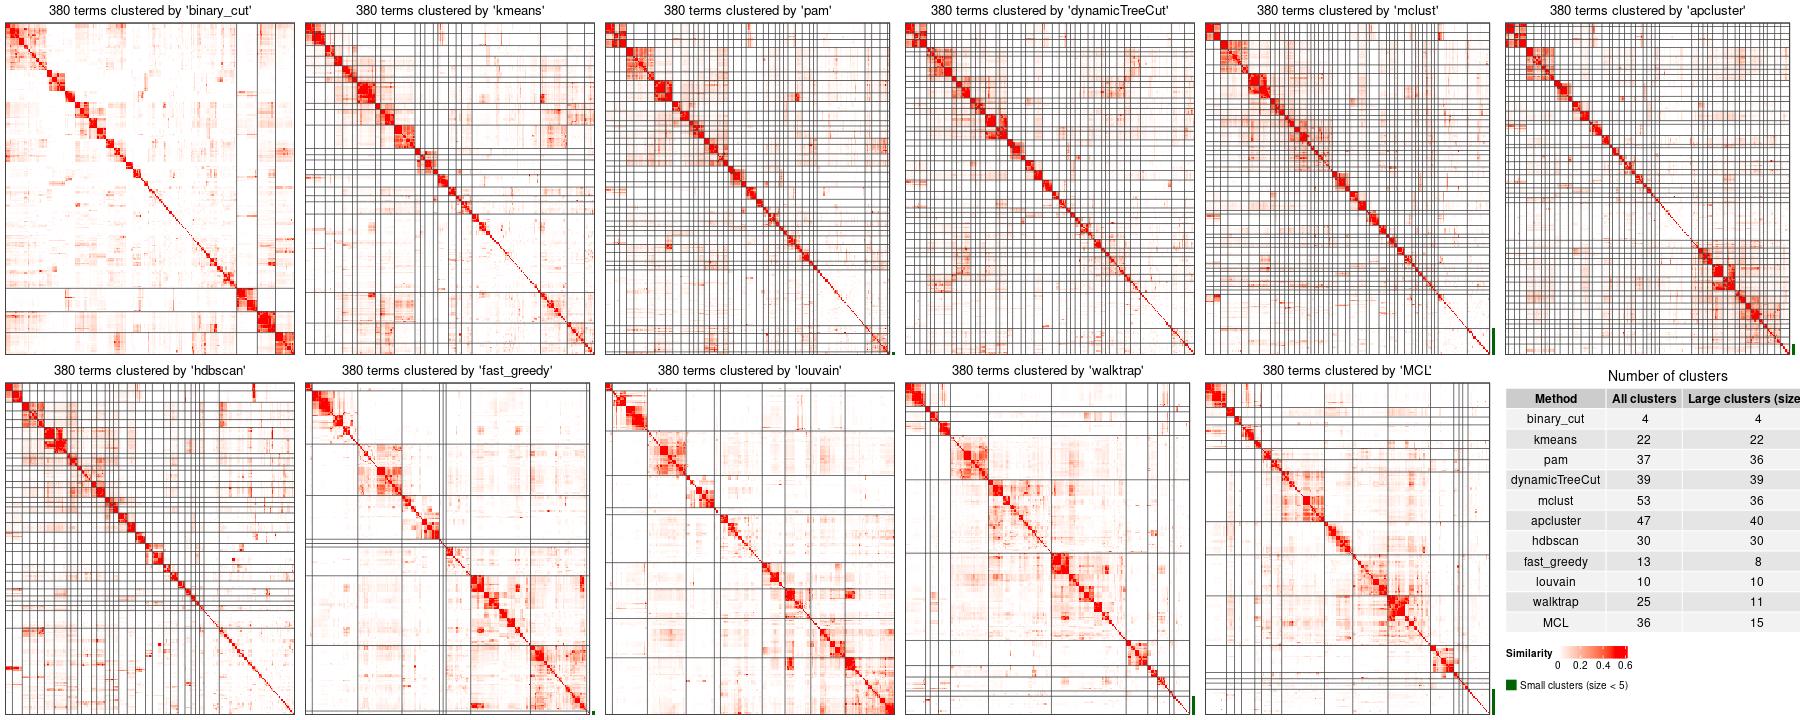 380 terms clustered by 'binary_cut'
380 terms clustered by 'kmeans'
380 terms clustered by 'pam'
380 terms clustered by 'dynamicTreeCut'
380 terms clustered by 'mclust'
380 terms clustered by 'apcluster'
380 terms clustered by 'hdbscan'
380 terms clustered by 'fast_greedy'
380 terms clustered by 'louvain'
380 terms clustered by 'walktrap'
380 terms clustered by 'MCL'
Number of clusters
Method All clusters Large clusters (size
binary_cut 4 4
kmeans 22 22
pam 37 36
dynamicTreeCut 39 39
mclust 53 36
apcluster 47 40
hdbscan 30 30
fast_greedy 13 8
louvain 10 10
walktrap 25 11
MCL 36 15
Similarity
0 0.2 0.4 0.6
Small clusters (size < 5)